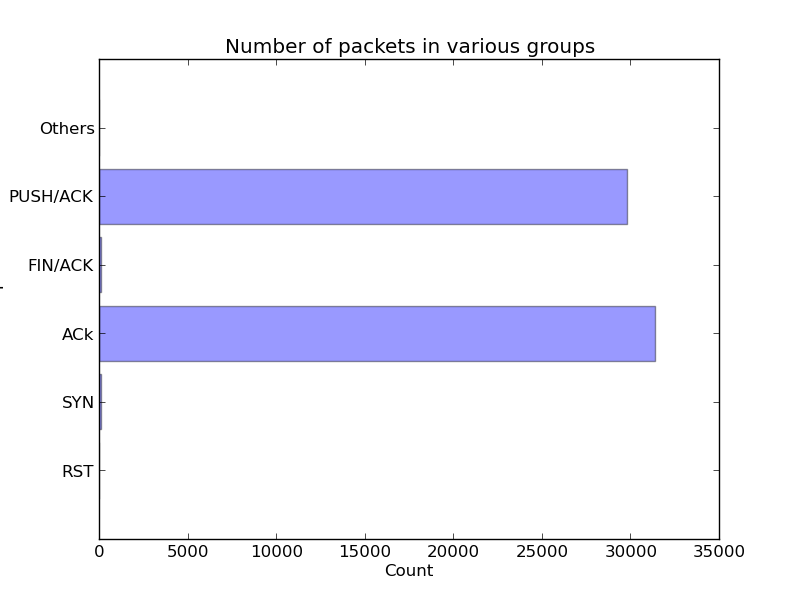 Number of packets in various groups
Others
PUSH/ACK
FIN/ACK
ACk
SYN
RST
0 5000 10000 15000 20000 25000 30000 35000
Count